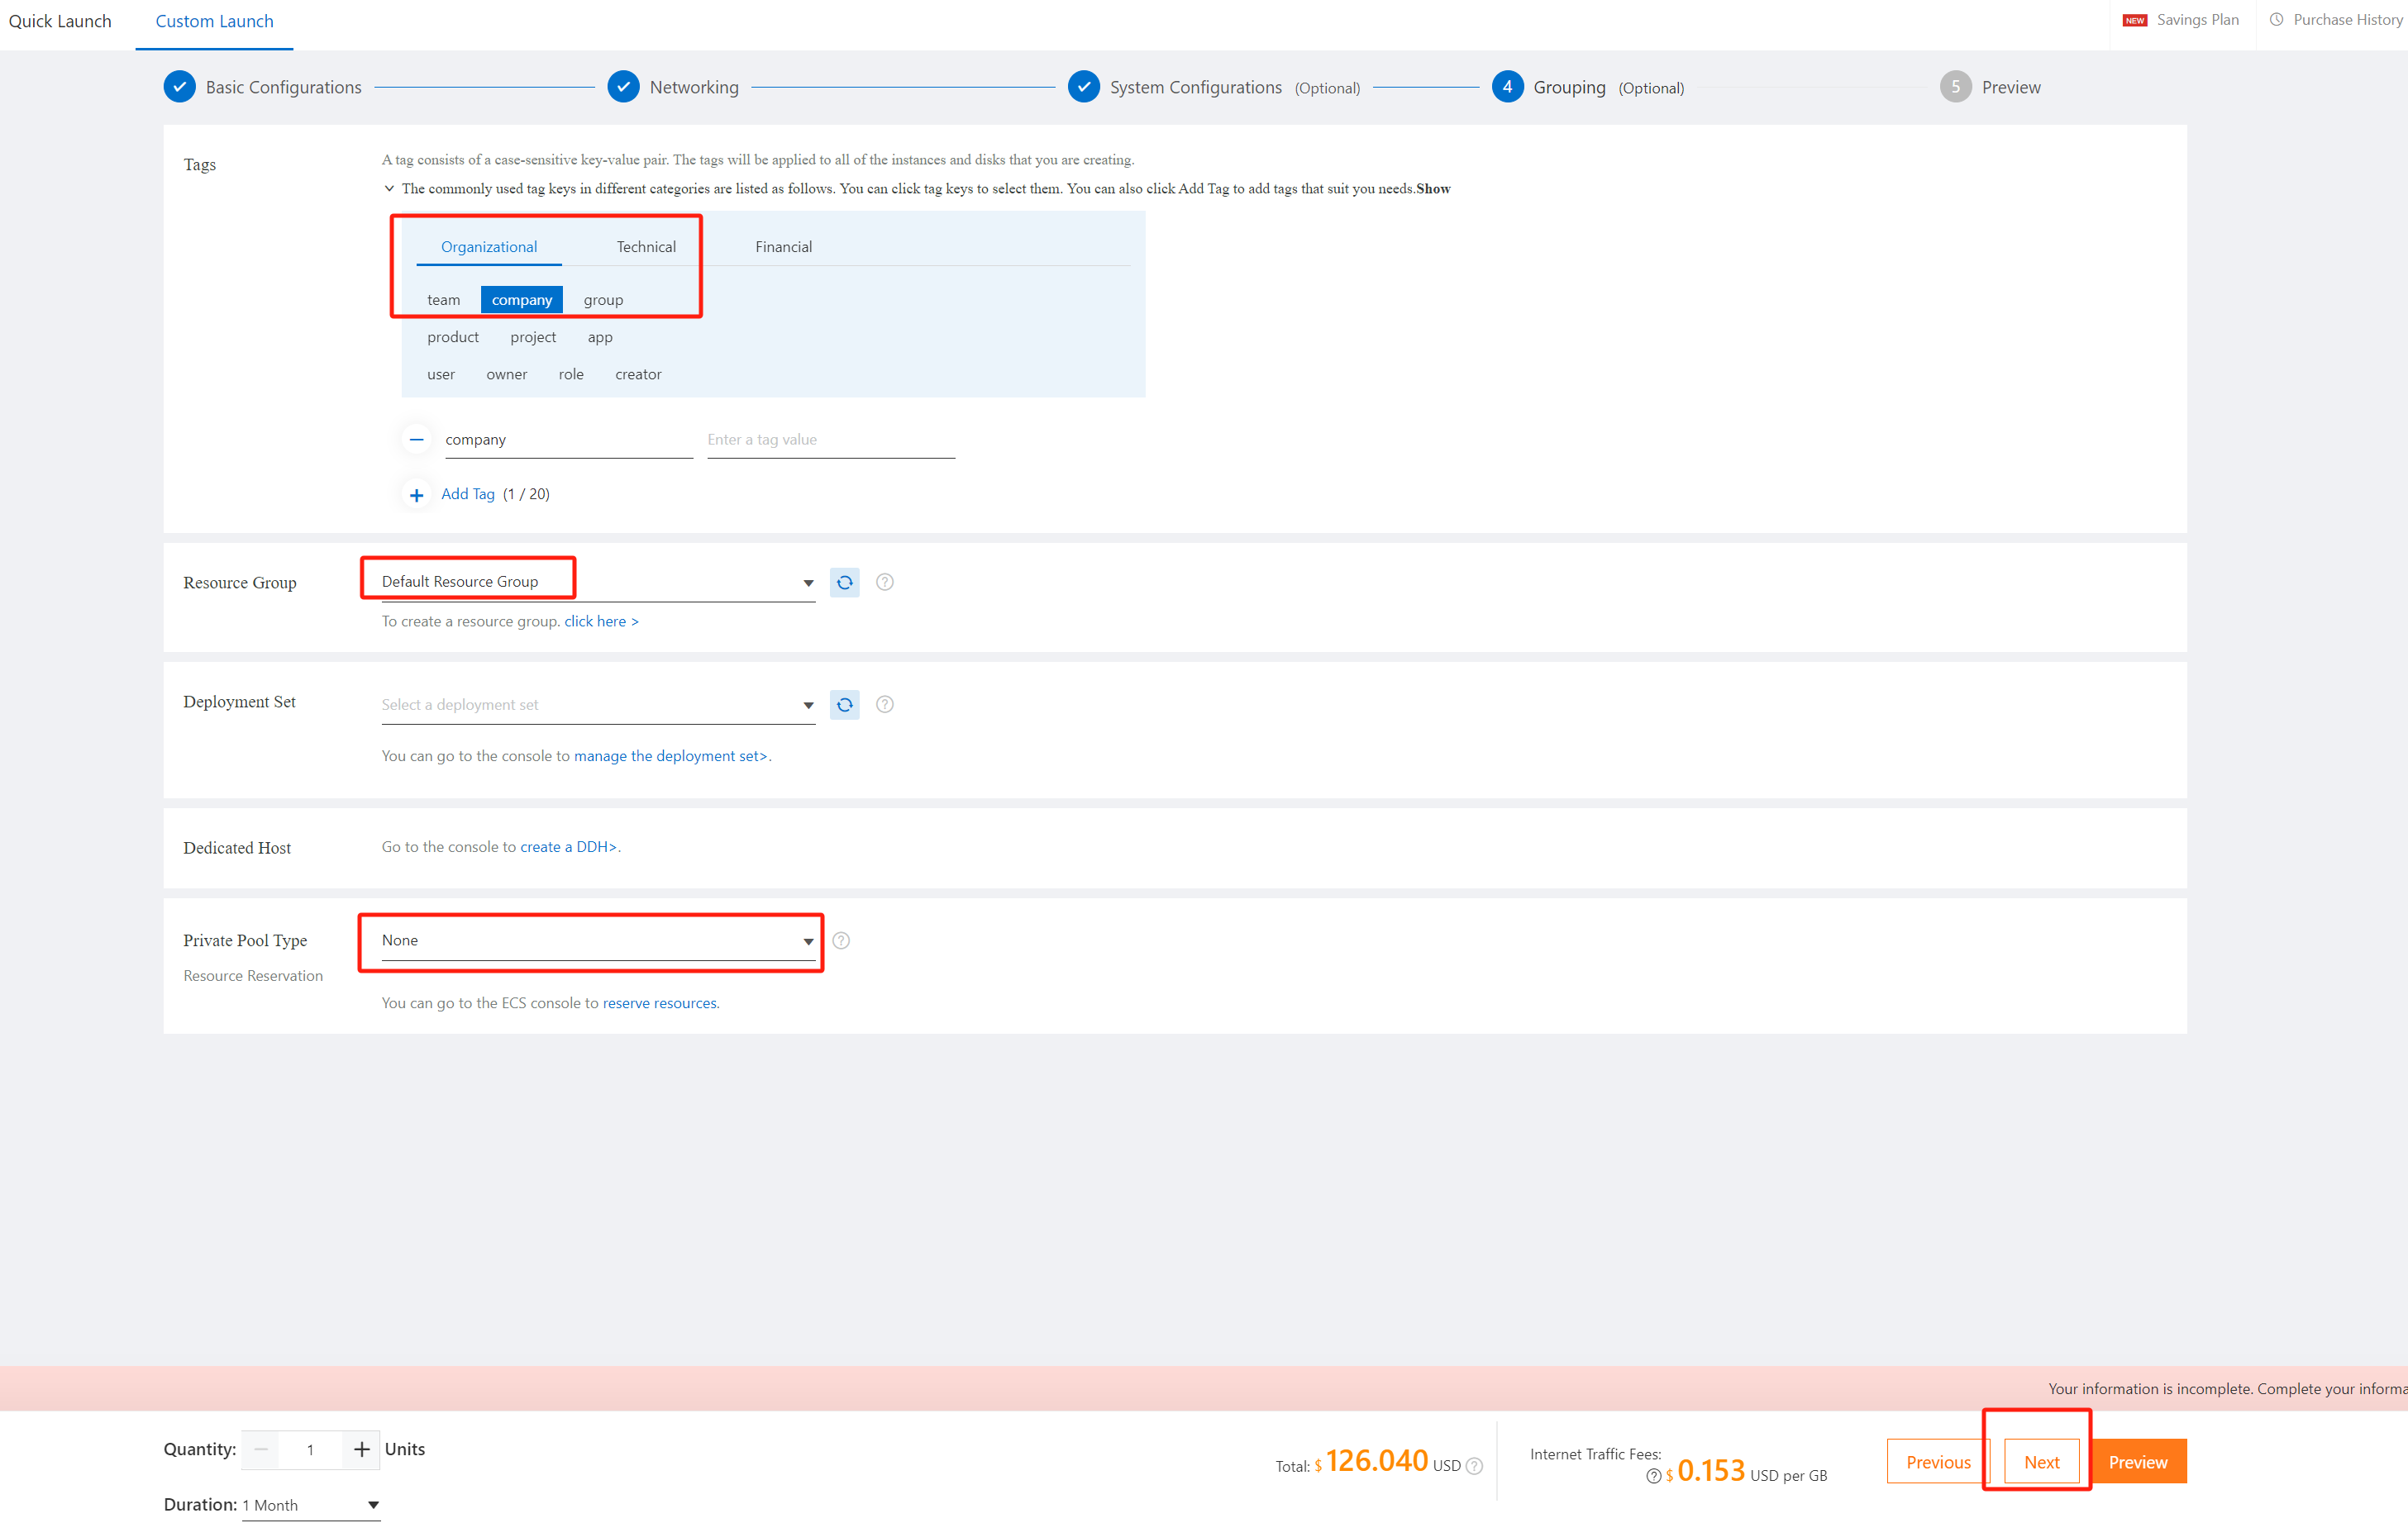 Quick Launch
Custom Launch
NEW Savings Plan
Purchase History
Basic Configurations
Networking
System Configurations (Optional)
4 Grouping (Optional)
5 Preview
Tags
A tag consists of a case-sensitive key-value pair. The tags will be applied to all of the instances and disks that you are creating.
The commonly used tag keys in different categories are listed as follows. You can click tag keys to select them. You can also click Add Tag to add tags that suit you needs.Show
Organizational Technical Financial
team company group
product project app
user owner role creator
company Enter a tag value
Add Tag (1 / 20)
Resource Group
Default Resource Group
To create a resource group. click here >
Deployment Set
Select a deployment set
You can go to the console to manage the deployment set>.
Dedicated Host
Go to the console to create a DDH>.
Private Pool Type
None
Resource Reservation
You can go to the ECS console to reserve resources.
Your information is incomplete. Complete your
Quantity: 1 Units
Duration: 1 Month
Total: $ 126.040 USD
Internet Traffic Fees:
$ 0.153 USD per GB
Previous
Next
Preview